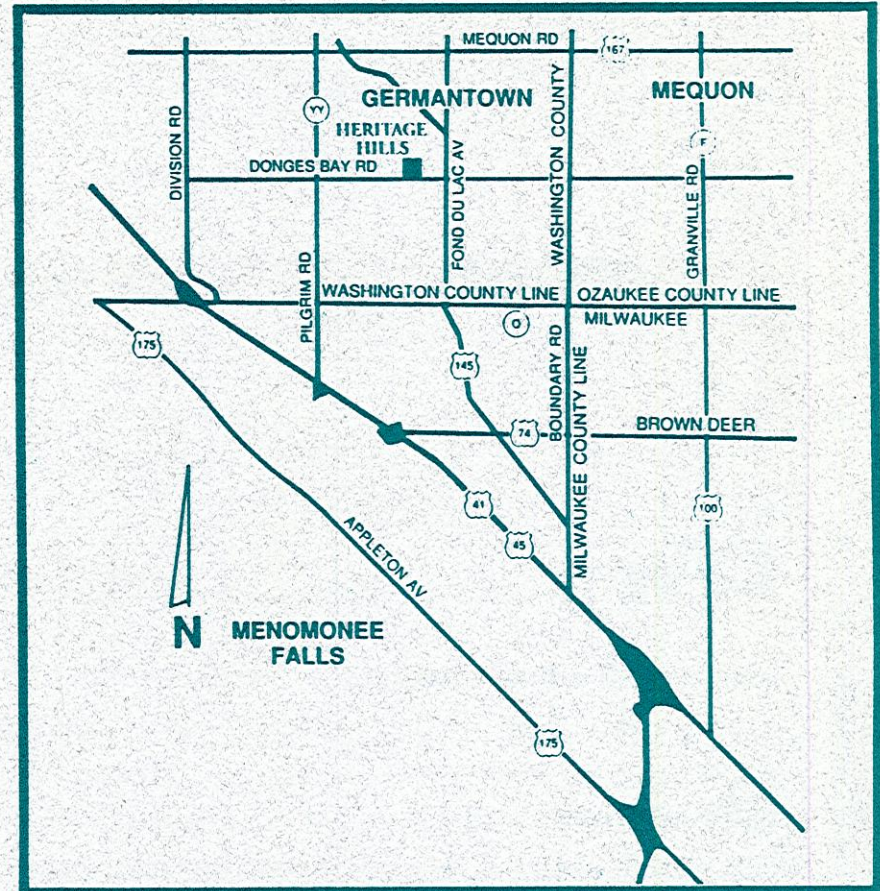 MEQUON RD
167
GERMANTOWN
MEQUON
YY
F
HERITAGE
HILLS
DIVISION RD
DONGES BAY RD
FOND DU LAC AV
WASHINGTON COUNTY
GRANVILLE RD
PILGRIM RD
WASHINGTON COUNTY LINE
OZAUKEE COUNTY LINE
Q
MILWAUKEE
175
145
BOUNDARY RD
MILWAUKEE COUNTY LINE
74
BROWN DEER
41
45
100
APPLETON AV
N
MENOMONEE
FALLS
175